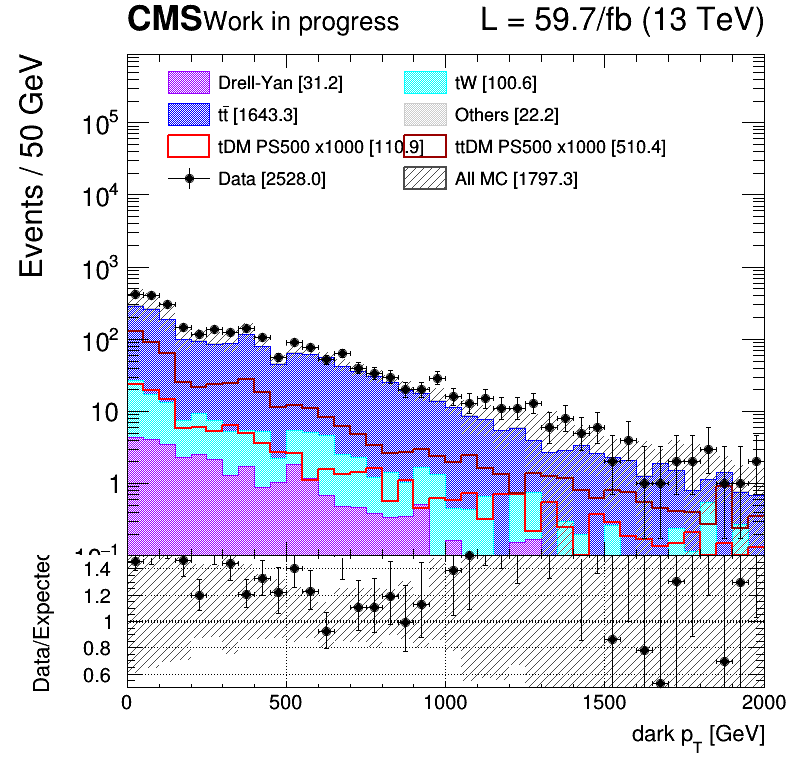 CMS Work in progress L = 59.7/fb (13 TeV)
Events / 50 GeV
Drell-Yan [31.2] tW [100.6]
tt̄ [1643.3] Others [22.2]
tDM PS500 x1000 [110.9] ttDM PS500 x1000 [510.4]
Data [2528.0] All MC [1797.3]
10⁵
10⁴
10³
10²
10
1
10⁻¹
Data/Expected
1.4
1.2
1
0.8
0.6
0 500 1000 1500 2000
dark p_T [GeV]